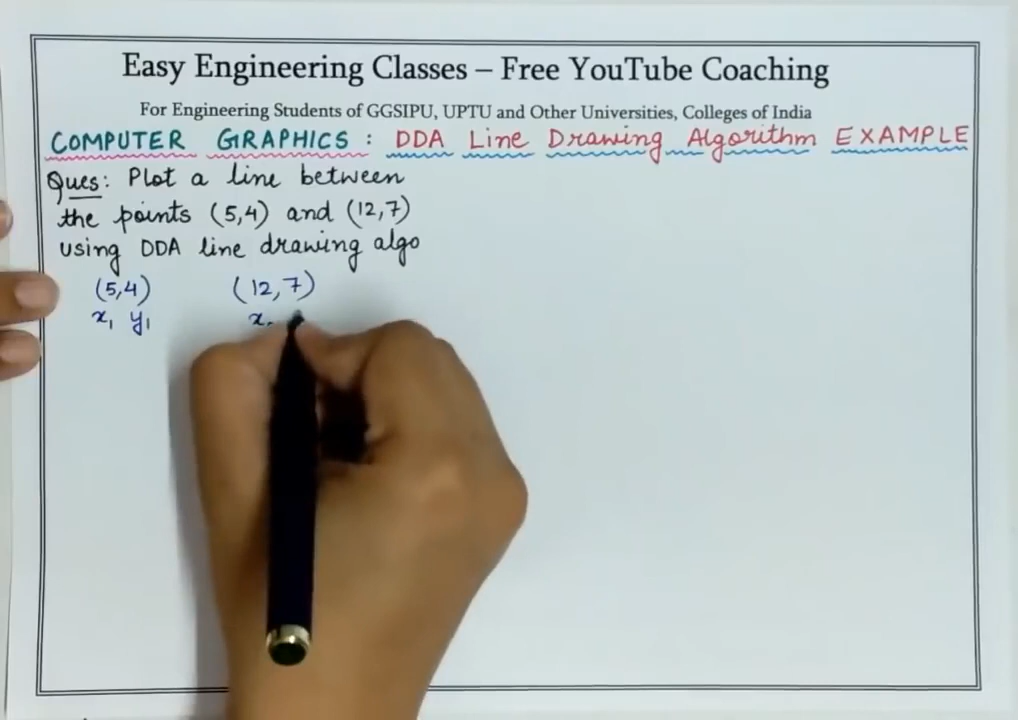 Easy Engineering Classes – Free YouTube Coaching
For Engineering Students of GGSIPU, UPTU and Other Universities, Colleges of India
COMPUTER GRAPHICS : DDA Line Drawing Algorithm EXAMPLE
Ques: Plot a line between
the points (5,4) and (12,7)
using DDA line drawing algo
(5,4) (12,7)
x₁ y₁ x